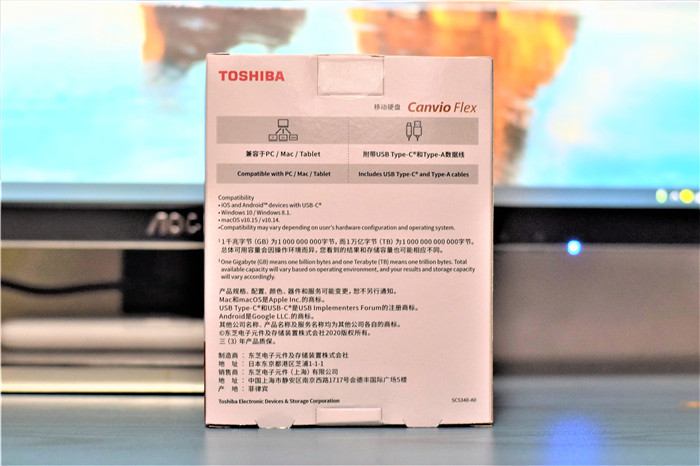 TOSHIBA
移动硬盘 Canvio Flex
兼容于PC / Mac / Tablet
附带USB Type-C®和Type-A数据线
Compatible with PC / Mac / Tablet
Includes USB Type-C® and Type-A cables
Compatibility
• iOS and Android™ devices with USB-C®
• Windows 10 / Windows 8.1.
• macOS v10.15 / v10.14.
•Compatibility may vary depending on user's hardware configuration and operating system.
¹ 1千兆字节 (GB) 为1 000 000 000字节, 而1万亿字节 (TB) 为1 000 000 000 000字节。
总体可用容量会因操作环境而异, 您看到的结果和存储容量也可能相应不同。
¹ One Gigabyte (GB) means one billion bytes and one Terabyte (TB) means one trillion bytes. Total
available capacity will vary based on operating environment, and your results and storage capacity
will vary accordingly.
产品规格、配置、颜色、器件和服务可能变更, 恕不另行通知。
Mac和macOS是Apple Inc.的商标。
USB Type-C®和USB-C®是USB Implementers Forum的注册商标。
Android是Google LLC.的商标。
其他公司名称、产品名称及服务名称均为其他公司各自的商标。
©东芝电子元件及存储装置株式会社2020版权所有。
三 (3) 年产品质保。
制造商 : 东芝电子元件及存储装置株式会社
地 址 : 日本东京都港区芝浦1-1-1
销售商 : 东芝电子元件 (上海) 有限公司
地 址 : 中国上海市静安区南京西路1717号会德丰国际广场5楼
产 地 : 菲律宾
Toshiba Electronic Devices & Storage Corporation
SCS340-A0
AOC